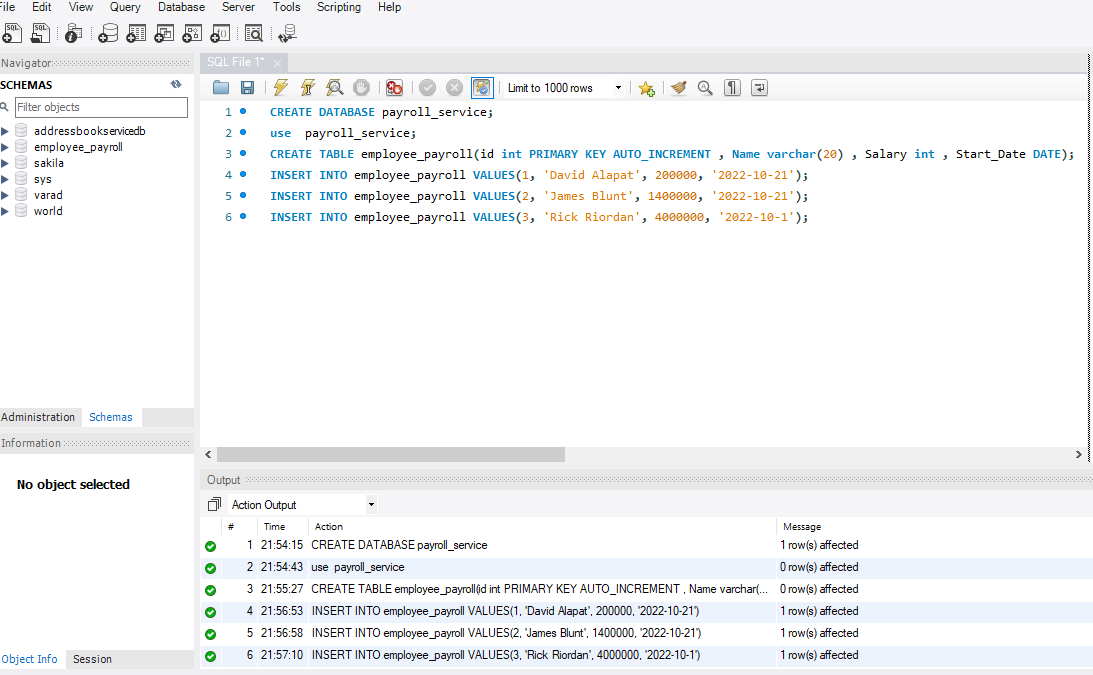 File Edit View Query Database Server Tools Scripting Help
Navigator
SCHEMAS
Filter objects
addressbookservicedb
employee_payroll
sakila
sys
varad
world
Administration Schemas
Information
No object selected
Object Info Session
SQL File 1*
Limit to 1000 rows
1 CREATE DATABASE payroll_service;
2 use payroll_service;
3 CREATE TABLE employee_payroll(id int PRIMARY KEY AUTO_INCREMENT , Name varchar(20) , Salary int , Start_Date DATE);
4 INSERT INTO employee_payroll VALUES(1, 'David Alapat', 200000, '2022-10-21');
5 INSERT INTO employee_payroll VALUES(2, 'James Blunt', 1400000, '2022-10-21');
6 INSERT INTO employee_payroll VALUES(3, 'Rick Riordan', 4000000, '2022-10-1');
Output
Action Output
# Time Action Message
1 21:54:15 CREATE DATABASE payroll_service 1 row(s) affected
2 21:54:43 use payroll_service 0 row(s) affected
3 21:55:27 CREATE TABLE employee_payroll(id int PRIMARY KEY AUTO_INCREMENT , Name varchar(... 0 row(s) affected
4 21:56:53 INSERT INTO employee_payroll VALUES(1, 'David Alapat', 200000, '2022-10-21') 1 row(s) affected
5 21:56:58 INSERT INTO employee_payroll VALUES(2, 'James Blunt', 1400000, '2022-10-21') 1 row(s) affected
6 21:57:10 INSERT INTO employee_payroll VALUES(3, 'Rick Riordan', 4000000, '2022-10-1') 1 row(s) affected